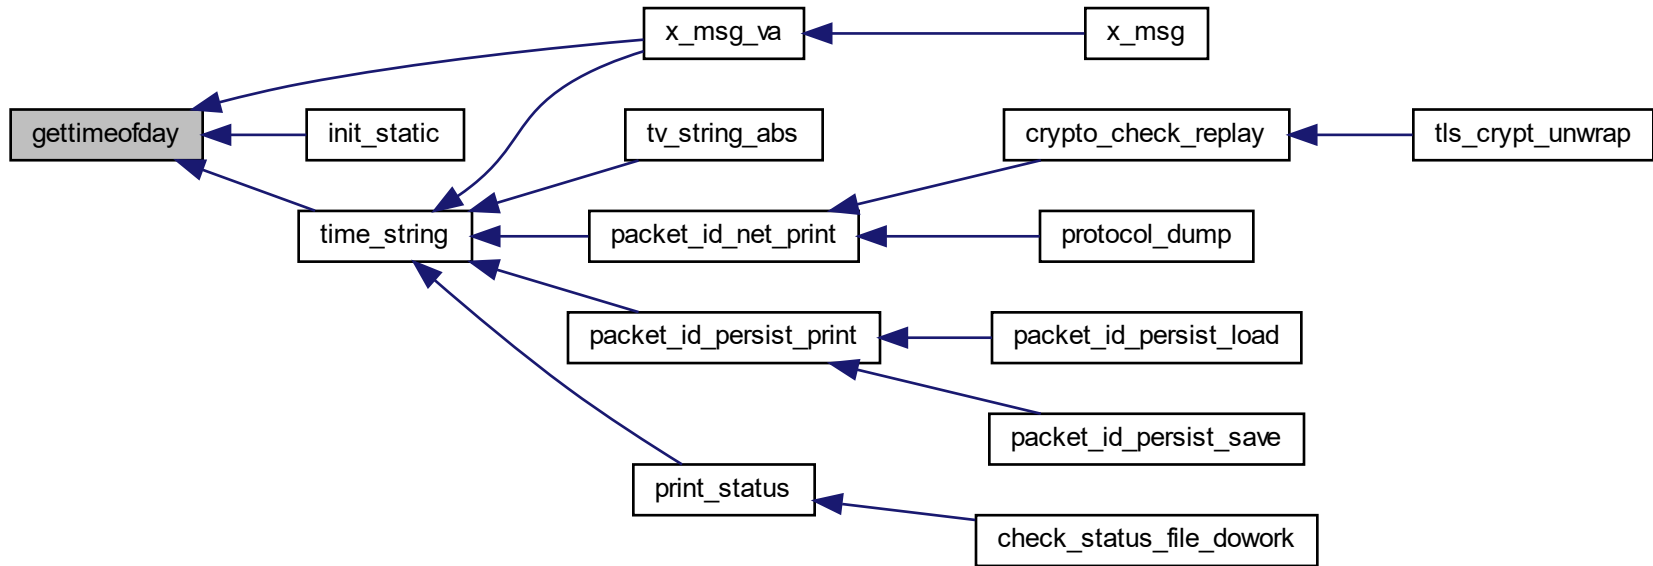 x_msg_va
x_msg
gettimeofday
init_static
tv_string_abs
crypto_check_replay
tls_crypt_unwrap
time_string
packet_id_net_print
protocol_dump
packet_id_persist_print
packet_id_persist_load
packet_id_persist_save
print_status
check_status_file_dowork